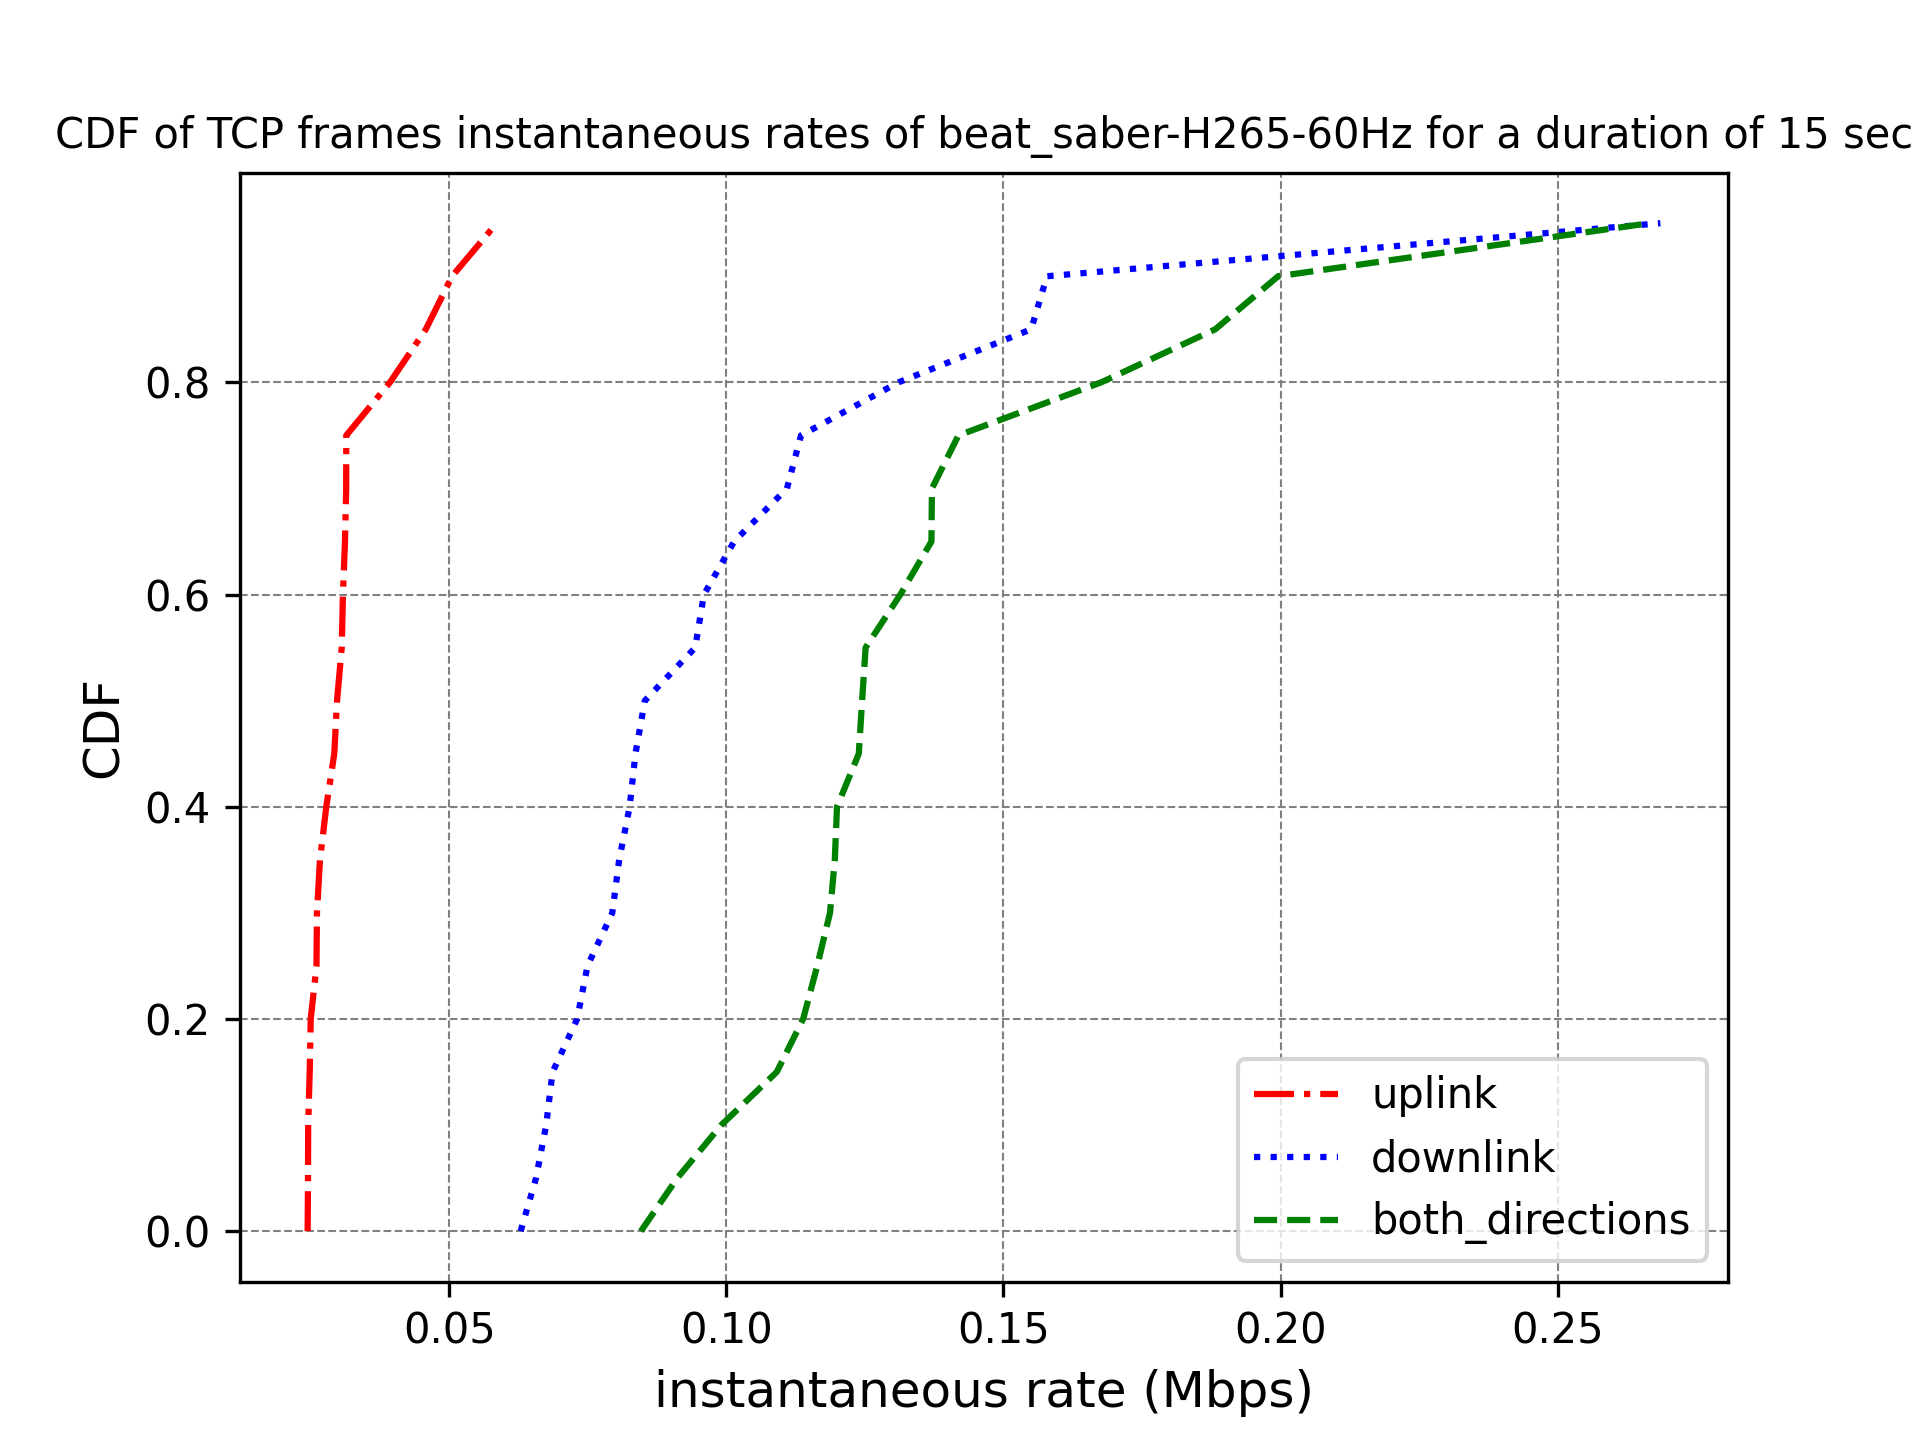 CDF of TCP frames instantaneous rates of beat_saber-H265-60Hz for a duration of 15 sec
CDF
0.8
0.6
0.4
0.2
0.0
0.05 0.10 0.15 0.20 0.25
instantaneous rate (Mbps)
uplink
downlink
both_directions